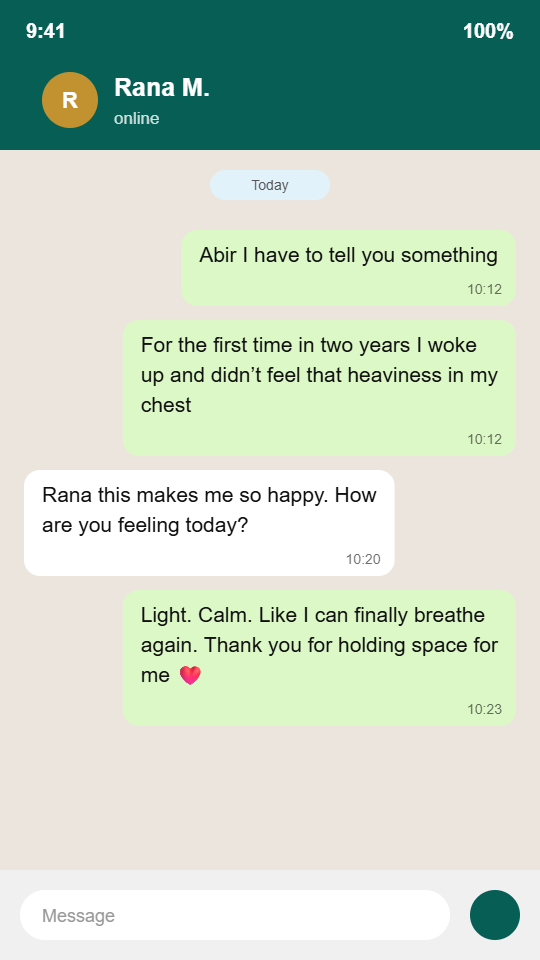 9:41 100%
R
Rana M.
online
Today
Abir I have to tell you something
10:12
For the first time in two years I woke
up and didn’t feel that heaviness in my
chest
10:12
Rana this makes me so happy. How
are you feeling today?
10:20
Light. Calm. Like I can finally breathe
again. Thank you for holding space for
me ❤
10:23
Message